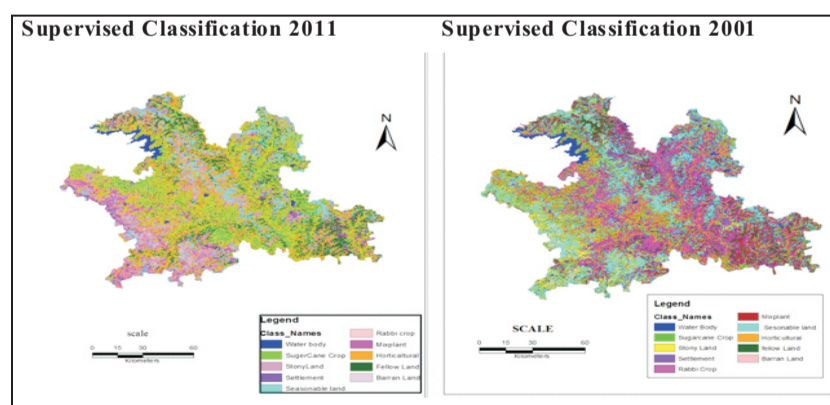 Supervised Classification 2011
Supervised Classification 2001
N
scale
0 15 30 60
Kilometers
Legend
Class_Names
Water body
SugerCane Crop
StonyLand
Settlement
Seasonable land
Rabbi crop
Mixplant
Horticultural
Fellow Land
Barran Land
N
SCALE
0 15 30 60
Kilometers
Legend
Class_Names
Water Body
Sugarcane Crop
Stony Land
Settlement
Rabbi Crop
Mixplant
Sesonable land
Horticultural
fellow Land
Barran Land